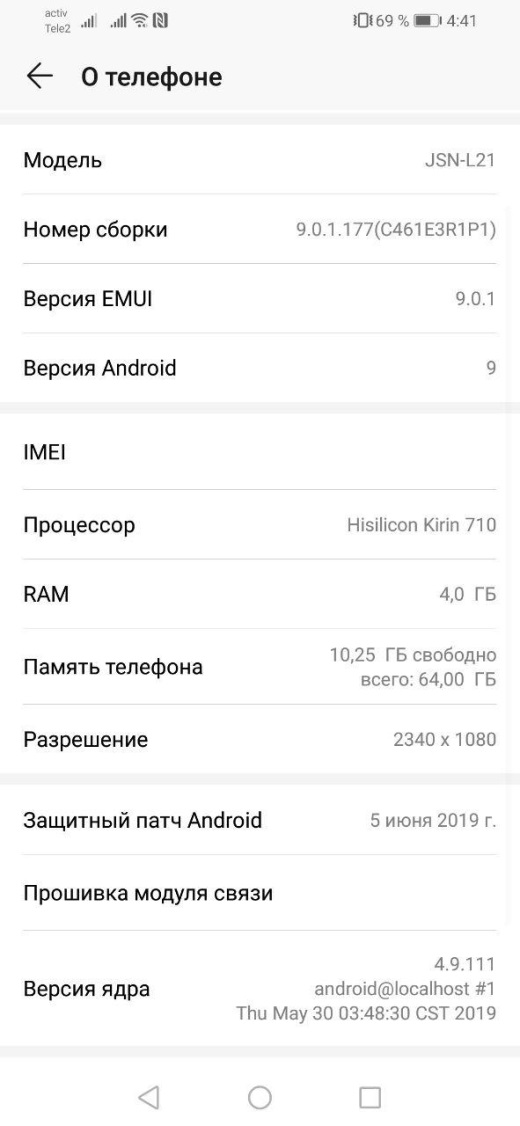 activ
Tele2
69 %
4:41
О телефоне
Модель JSN-L21
Номер сборки 9.0.1.177(C461E3R1P1)
Версия EMUI 9.0.1
Версия Android 9
IMEI
Процессор Hisilicon Kirin 710
RAM 4,0 ГБ
Память телефона 10,25 ГБ свободно
всего: 64,00 ГБ
Разрешение 2340 x 1080
Защитный патч Android 5 июня 2019 г.
Прошивка модуля связи
Версия ядра 4.9.111
android@localhost #1
Thu May 30 03:48:30 CST 2019